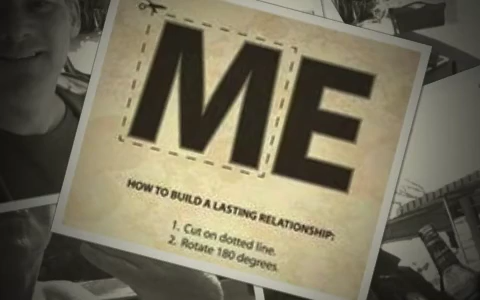 ME
HOW TO BUILD A LASTING RELATIONSHIP:
1. Cut on dotted line.
2. Rotate 180 degrees.